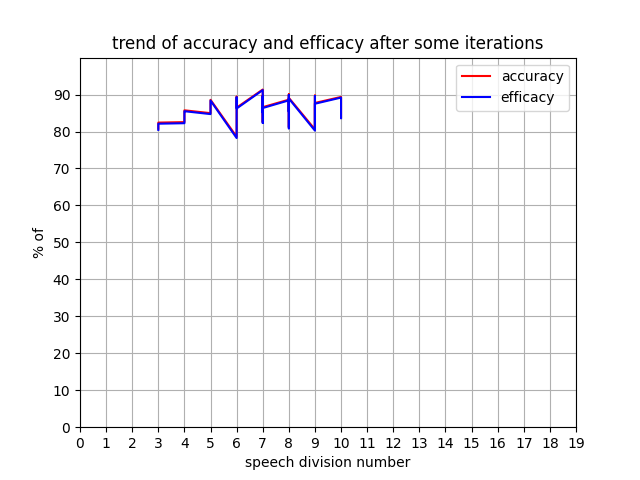 trend of accuracy and efficacy after some iterations
accuracy
efficacy
90
80
70
60
50
40
30
20
10
0
% of
0 1 2 3 4 5 6 7 8 9 10 11 12 13 14 15 16 17 18 19
speech division number